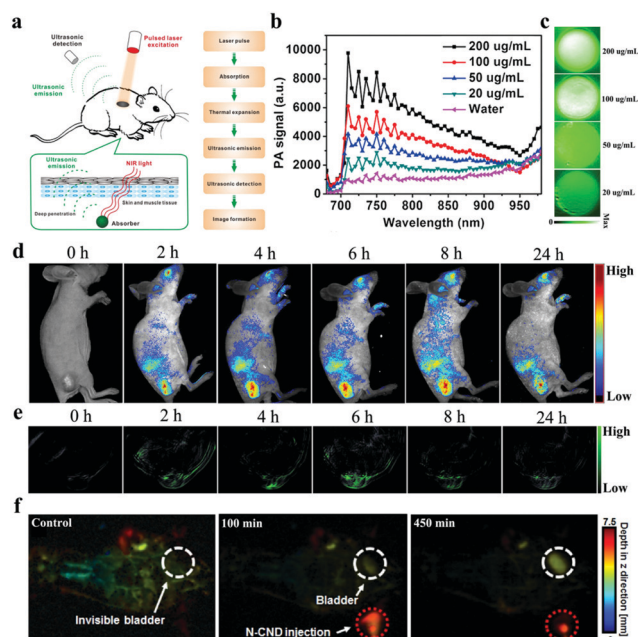 a
Ultrasonic
detection
Pulsed laser
excitation
Ultrasonic
emission
Ultrasonic
emission
NIR light
Deep penetration
Skin and muscle tissue
Absorber
Laser pulse
Absorption
Thermal expansion
Ultrasonic emission
Ultrasonic detection
Image formation
b
PA signal (a.u.)
10000
8000
6000
4000
2000
0
200 ug/mL
100 ug/mL
50 ug/mL
20 ug/mL
Water
700 750 800 850 900 950
Wavelength (nm)
c
200 ug/mL
100 ug/mL
50 ug/mL
20 ug/mL
0 Max
d
0 h 2 h 4 h 6 h 8 h 24 h
High
Low
e
0 h 2 h 4 h 6 h 8 h 24 h
High
Low
f
Control
Invisible bladder
100 min
Bladder
N-CND injection
450 min
7.5
Depth in z direction [mm]